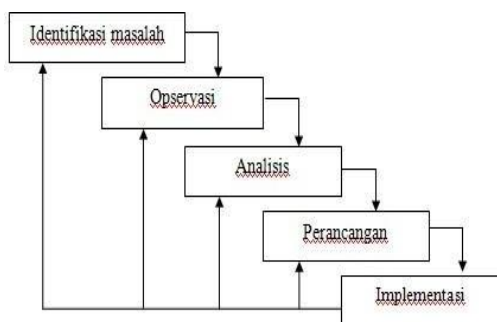 Identifikasi masalah
Opservasi
Analisis
Perancangan
Implementasi